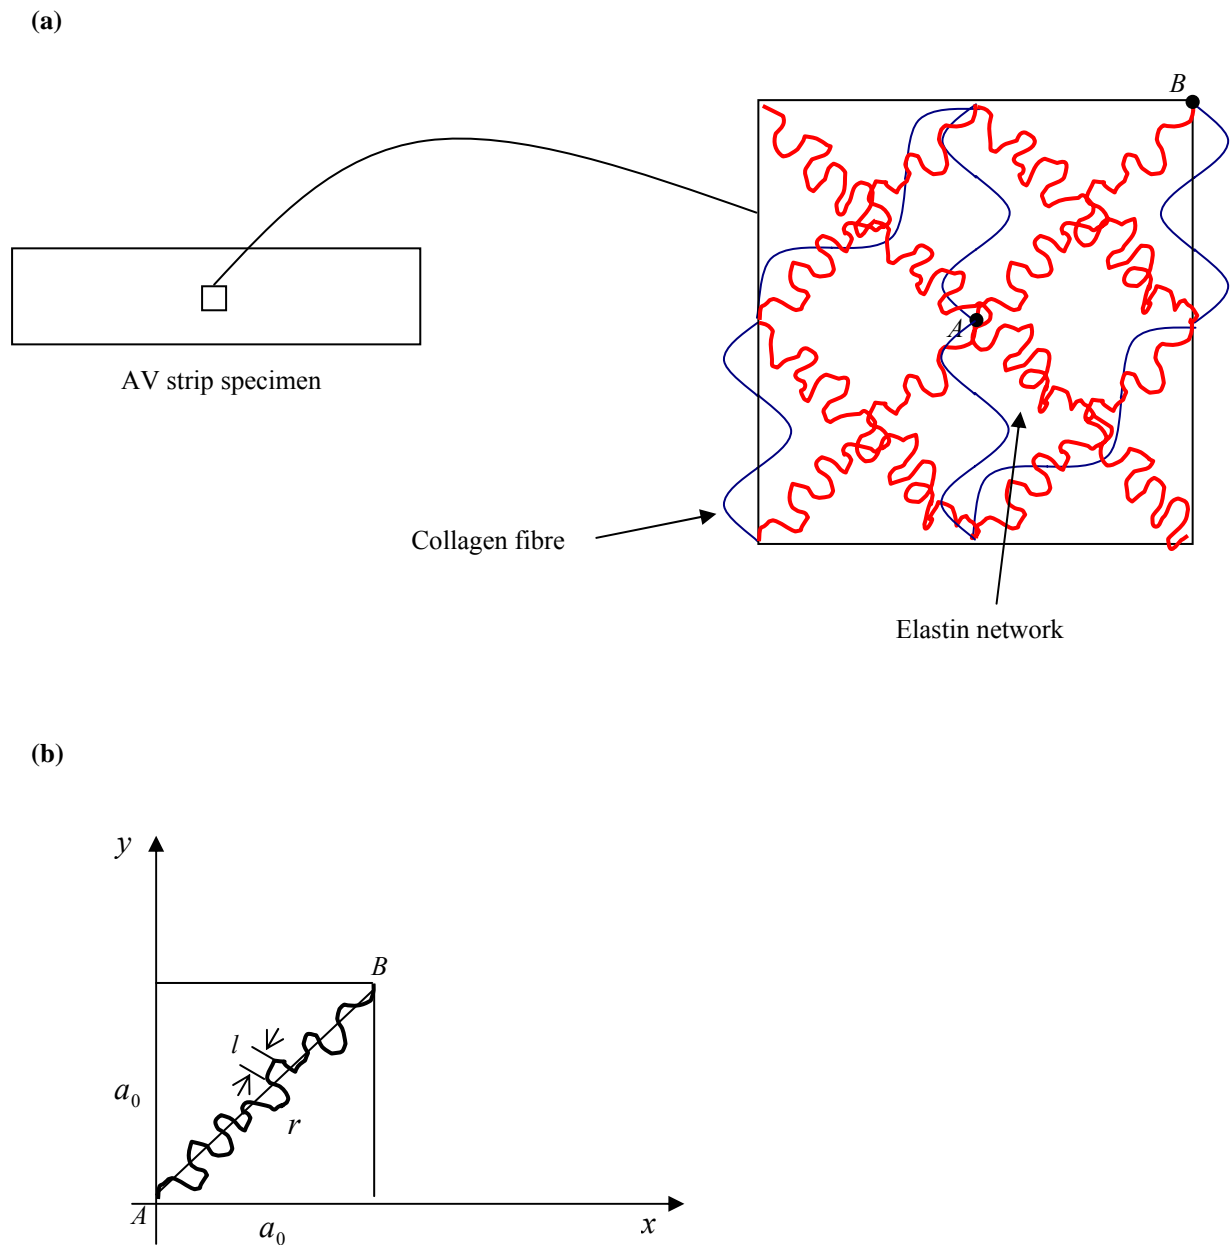 (a)
B
A
AV strip specimen
Collagen fibre
Elastin network
(b)
y
B
l
a₀
r
A
a₀
x